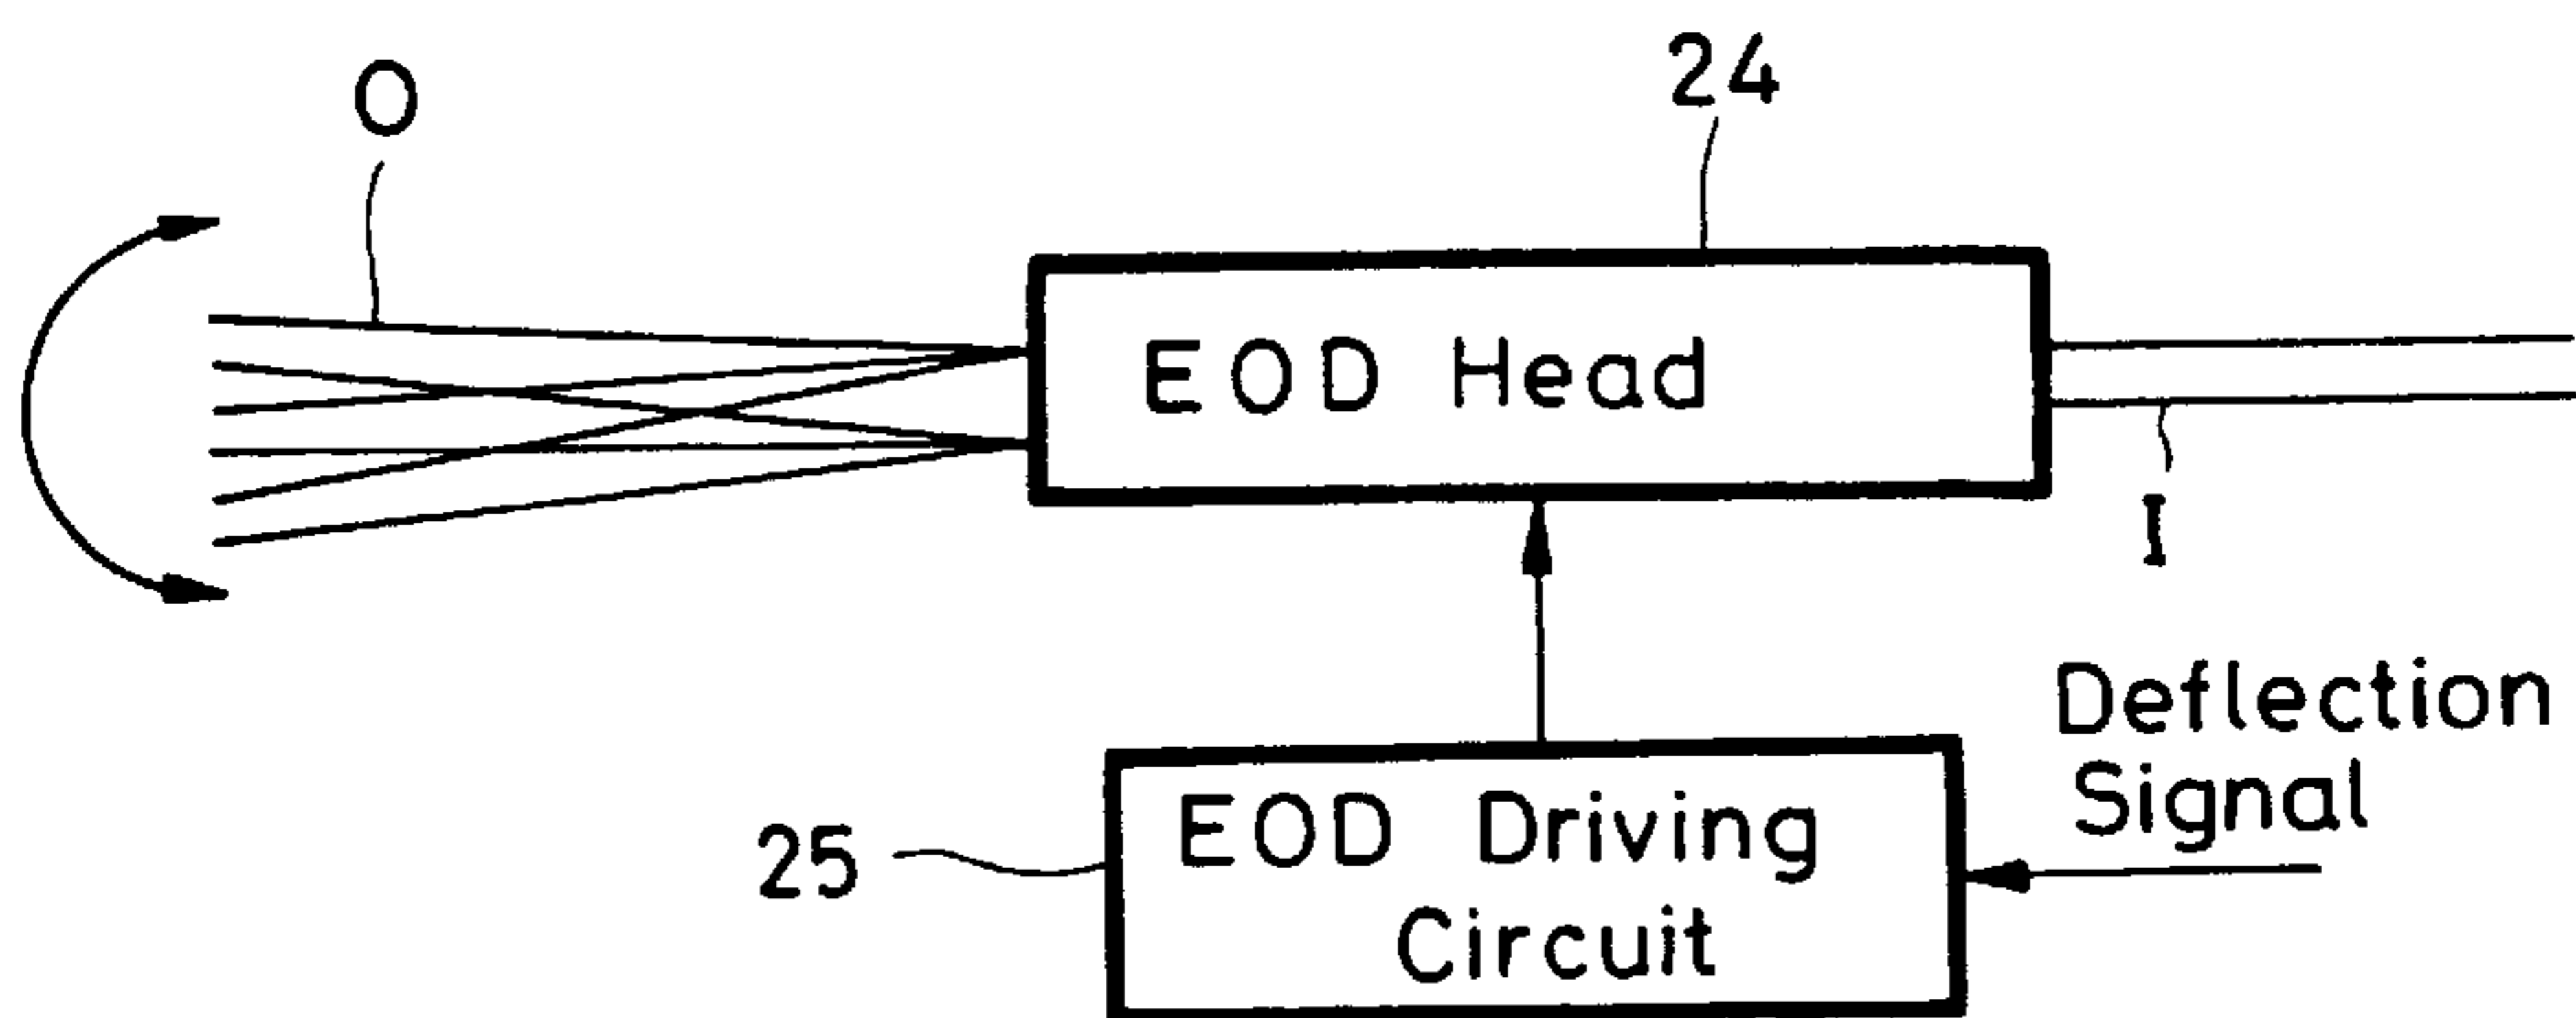 O
24
EOD Head
I
Deflection
Signal
25
EOD Driving
Circuit